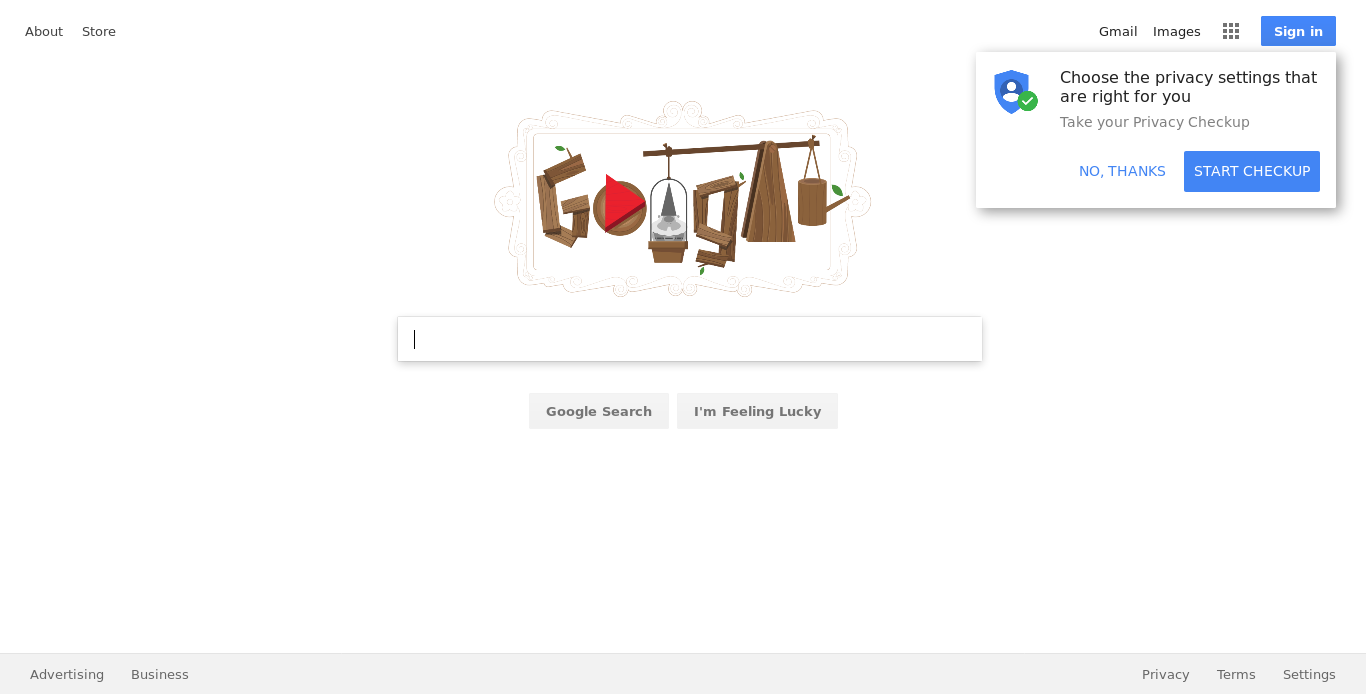 About
Store
Gmail
Images
Sign in
Choose the privacy settings that
are right for you
Take your Privacy Checkup
NO, THANKS
START CHECKUP
Google Search
I'm Feeling Lucky
Advertising
Business
Privacy
Terms
Settings